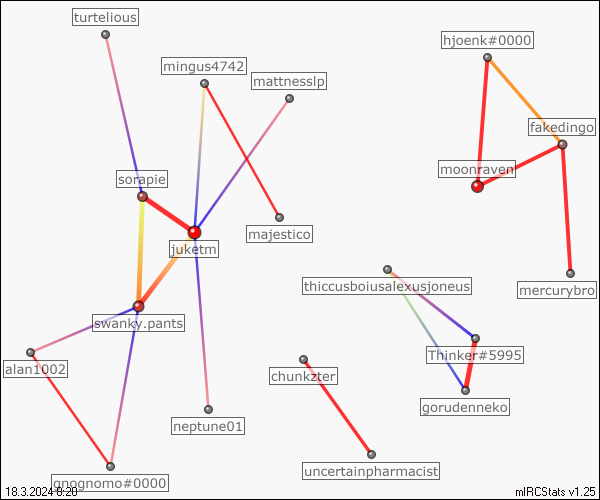 turtelious
hjoenk#0000
mingus4742
mattnesslp
fakedingo
moonraven
sorapie
majestico
juketm
thiccusboiusalexusjoneus
mercurybro
swanky.pants
Thinker#5995
alan1002
chunkzter
gorudenneko
neptune01
uncertainpharmacist
gnognomo#0000
18.3.2024 8:20
mIRCStats v1.25